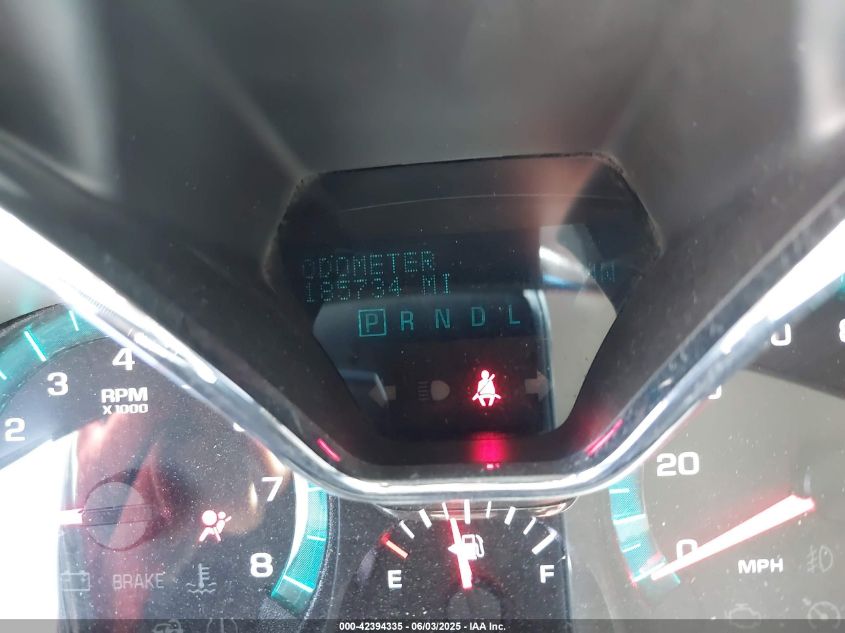 ODOMETER
185734 MI
P R N D L
4
3
2
RPM
X1000
7
8
BRAKE
E
F
20
0
MPH
000-42394335 - 06/03/2025 - IAA Inc.